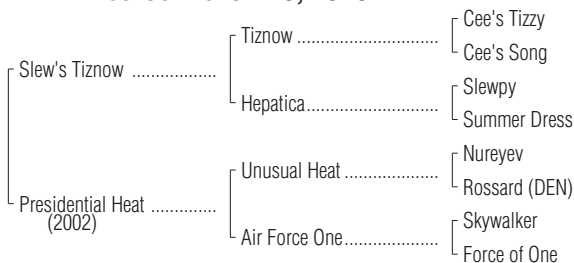 Cee's Tizzy
Tiznow ..................................
Cee's Song
Slew's Tiznow ..................
Slewpy
Hepatica................................
Summer Dress
Nureyev
Unusual Heat ........................
Rossard (DEN)
Presidential Heat ..............
(2002)
Skywalker
Air Force One.......................
Force of One